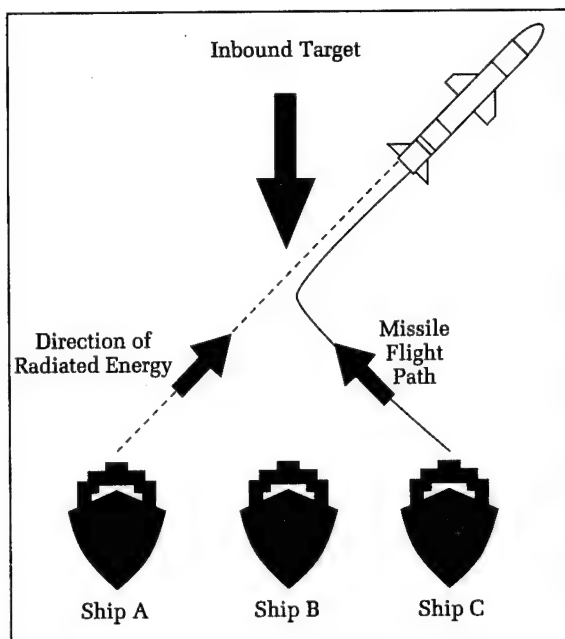 Inbound Target
Direction of
Radiated Energy
Missile
Flight
Path
Ship A
Ship B
Ship C